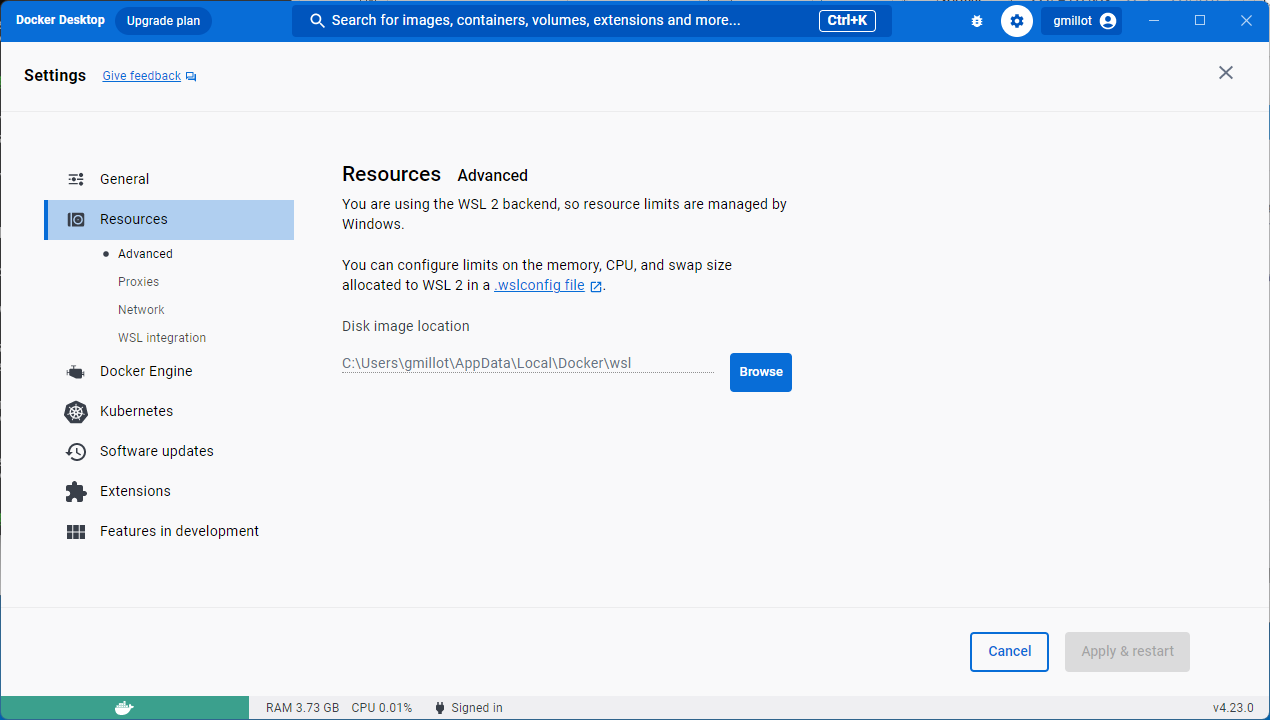 Docker Desktop Upgrade plan Search for images, containers, volumes, extensions and more... Ctrl+K gmillot
Settings Give feedback
General
Resources
Advanced
Proxies
Network
WSL integration
Docker Engine
Kubernetes
Software updates
Extensions
Features in development
Resources Advanced
You are using the WSL 2 backend, so resource limits are managed by
Windows.
You can configure limits on the memory, CPU, and swap size
allocated to WSL 2 in a .wslconfig file.
Disk image location
C:\Users\gmillot\AppData\Local\Docker\wsl
Browse
Cancel Apply & restart
RAM 3.73 GB CPU 0.01% Signed in v4.23.0